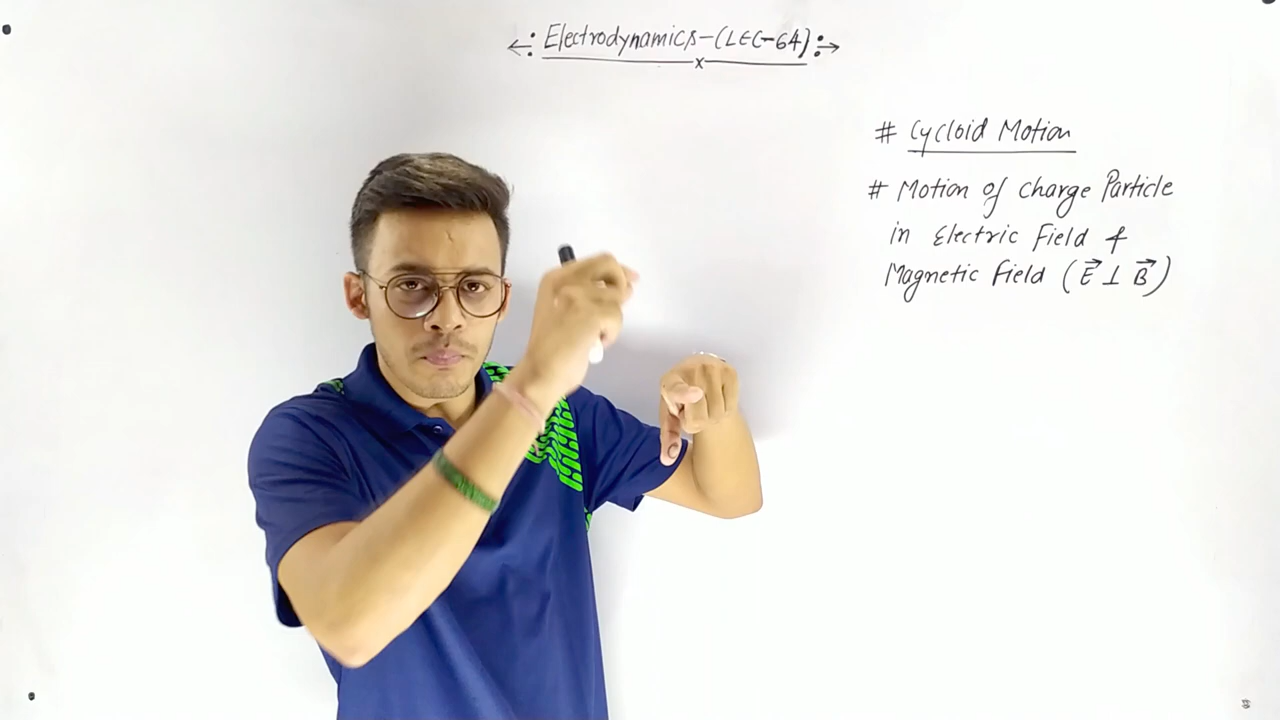 Electrodynamics-(LEC-64)
x
# Cycloid Motion
# Motion of Charge Particle
in Electric Field &
Magnetic Field (E⃗ ⊥ B⃗)